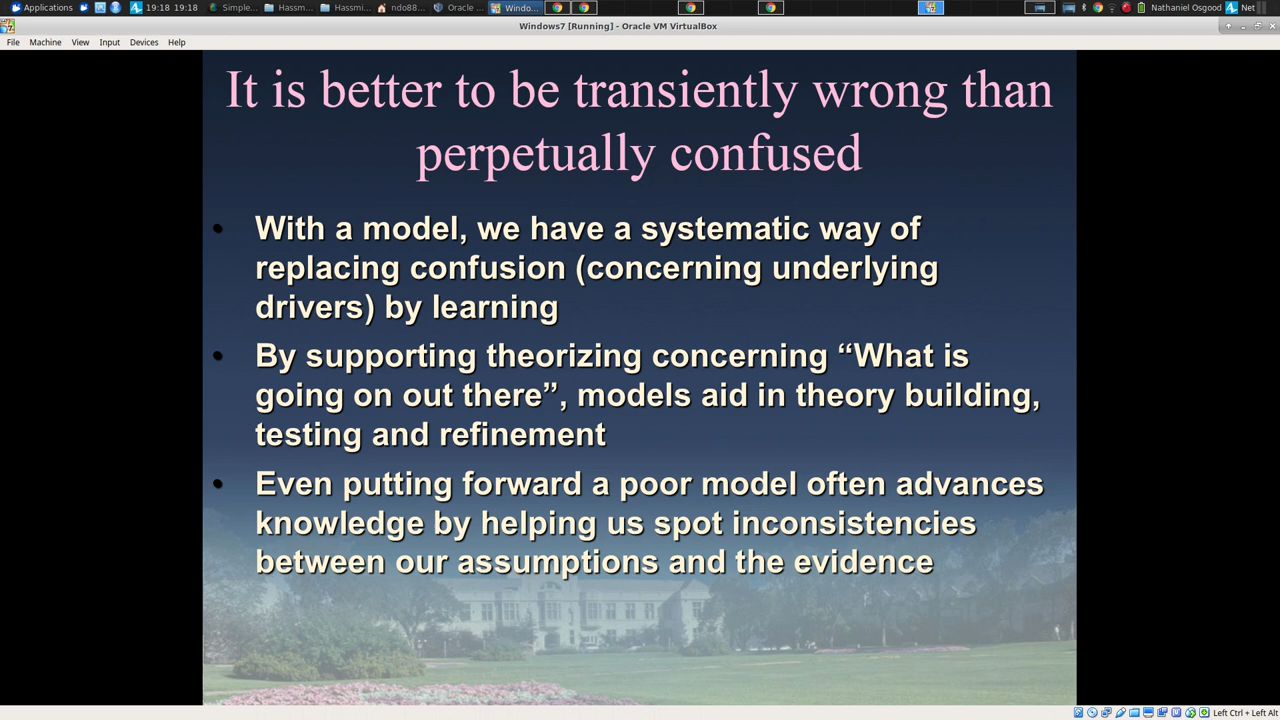 Applications 19:18 19:18 Simple... Hassm... Hassmi... ndo88... Oracle ... Windo... Nathaniel Osgood Net
Windows7 [Running] - Oracle VM VirtualBox
File Machine View Input Devices Help
It is better to be transiently wrong than
perpetually confused
• With a model, we have a systematic way of
replacing confusion (concerning underlying
drivers) by learning
• By supporting theorizing concerning “What is
going on out there”, models aid in theory building,
testing and refinement
• Even putting forward a poor model often advances
knowledge by helping us spot inconsistencies
between our assumptions and the evidence
Left Ctrl + Left Alt